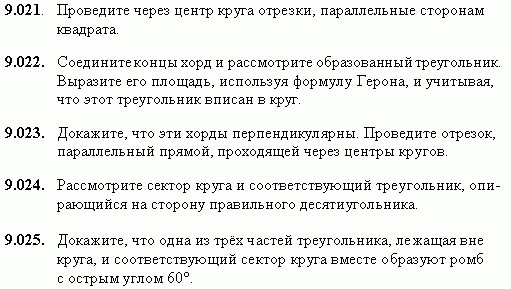 9.021. Проведите через центр круга отрезки, параллельные сторонам
квадрата.
9.022. Соедините концы хорд и рассмотрите образованный треугольник.
Выразите его площадь, используя формулу Герона, и учитывая,
что этот треугольник вписан в круг.
9.023. Докажите, что эти хорды перпендикулярны. Проведите отрезок,
параллельный прямой, проходящей через центры кругов.
9.024. Рассмотрите сектор круга и соответствующий треугольник, опи-
рающийся на сторону правильного десятиугольника.
9.025. Докажите, что одна из трёх частей треугольника, лежащая вне
круга, и соответствующий сектор круга вместе образуют ромб
с острым углом 60°.